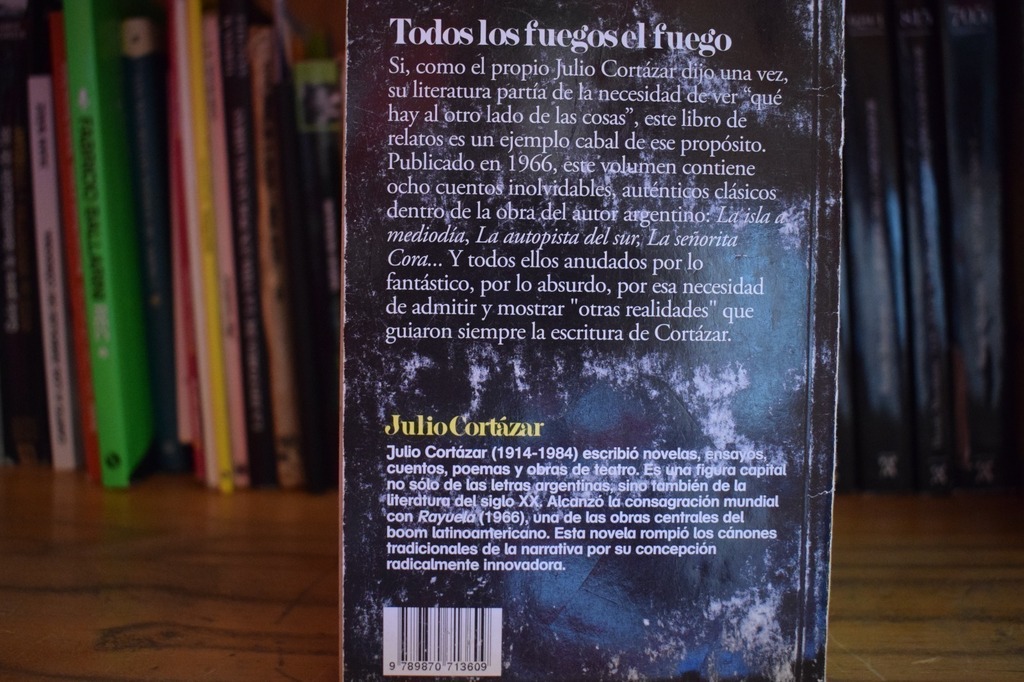 Todos los fuegos el fuego
Si, como el propio Julio Cortázar dijo una vez,
su literatura partía de la necesidad de ver “qué
hay al otro lado de las cosas”, este libro de
relatos es un ejemplo cabal de ese propósito.
Publicado en 1966, este volumen contiene
ocho cuentos inolvidables, auténticos clásicos
dentro de la obra del autor argentino: La isla a
mediodía, La autopista del sur, La señorita
Cora... Y todos ellos anudados por lo
fantástico, por lo absurdo, por esa necesidad
de admitir y mostrar "otras realidades" que
guiaron siempre la escritura de Cortázar.
Julio Cortázar
Julio Cortázar (1914-1984) escribió novelas, ensayos,
cuentos, poemas y obras de teatro. Es una figura capital
no sólo de las letras argentinas, sino también de la
literatura del siglo XX. Alcanzó la consagración mundial
con Rayuela (1966), una de las obras centrales del
boom latinoamericano. Esta novela rompió los cánones
tradicionales de la narrativa por su concepción
radicalmente innovadora.
9 789870 713609